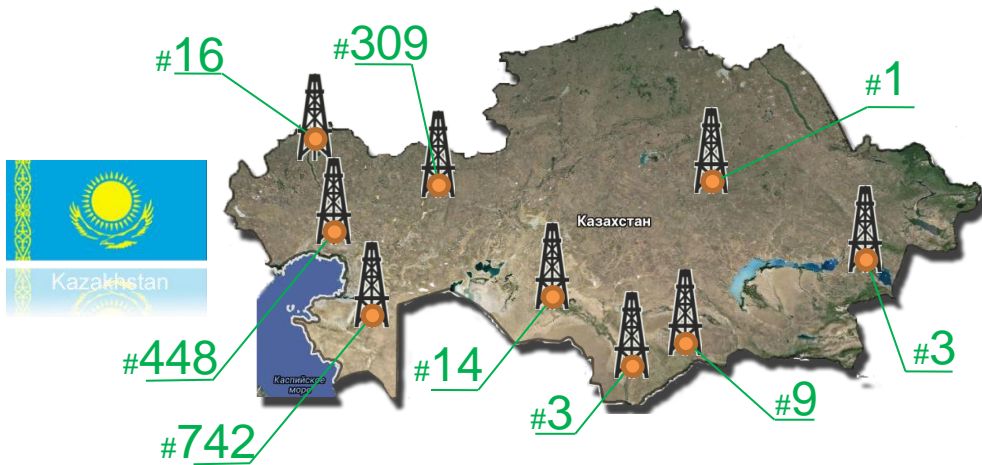 #16
#309
#1
Казахстан
Kazakhstan
#448
#14
#3
Каспийское
море
#3
#9
#742